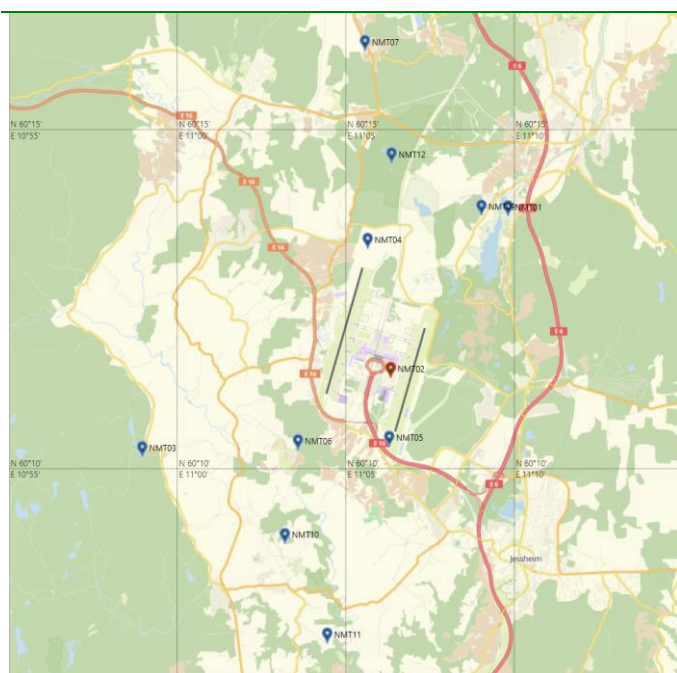 NMT07
E 6
E 16
N 60°15'
E 10°55'
N 60°15'
E 11°00'
N 60°15'
E 11°05'
N 60°15'
E 11°10'
NMT12
E 16
NMT01
NMT04
E 16
E 6
E 16
NMT02
NMT05
E 16
NMT06
NMT03
N 60°10'
E 10°55'
N 60°10'
E 11°00'
N 60°10'
E 11°05'
N 60°10'
E 11°10'
E 6
NMT10
Jessheim
NMT11